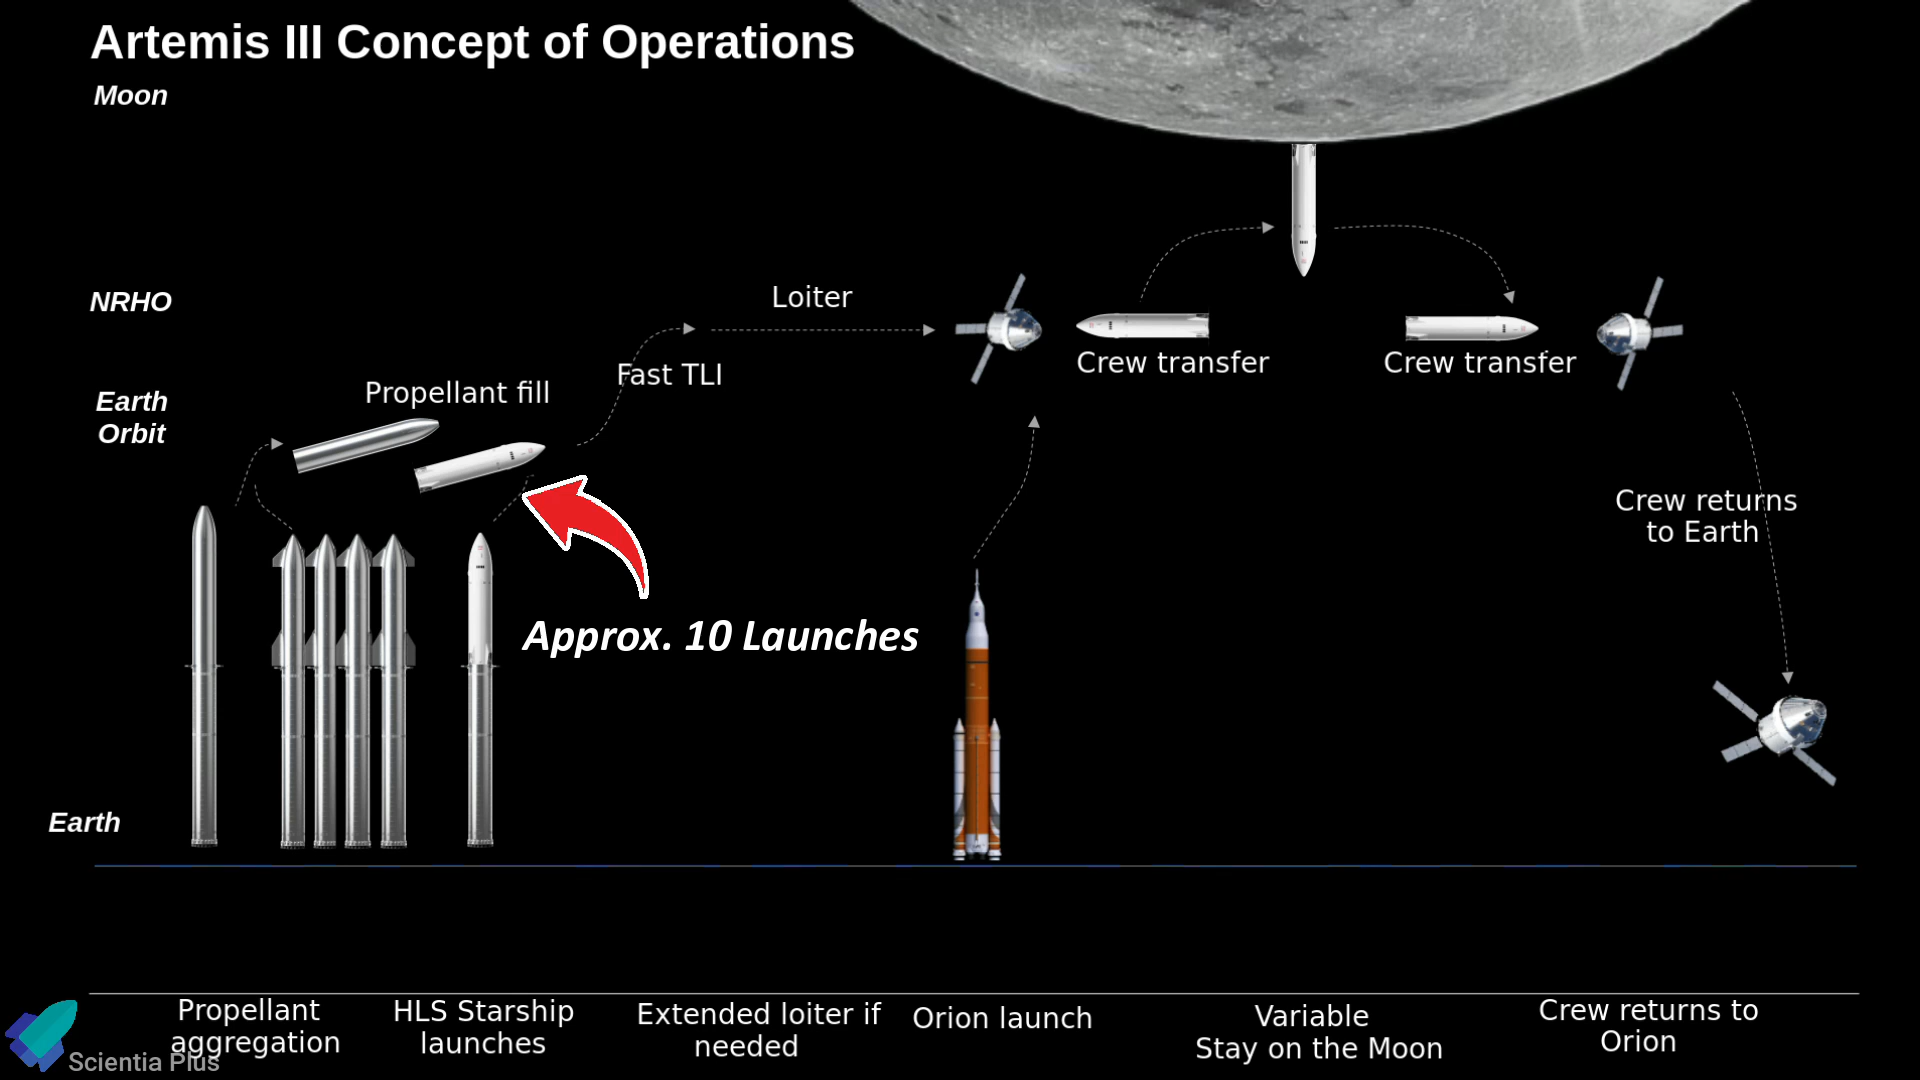 Artemis III Concept of Operations
Moon
NRHO
Loiter
Fast TLI
Crew transfer
Crew transfer
Earth
Orbit
Propellant fill
Crew returns
to Earth
Approx. 10 Launches
Earth
Propellant
aggregation
HLS Starship
launches
Extended loiter if
needed
Orion launch
Variable
Stay on the Moon
Crew returns to
Orion
Scientia Plus